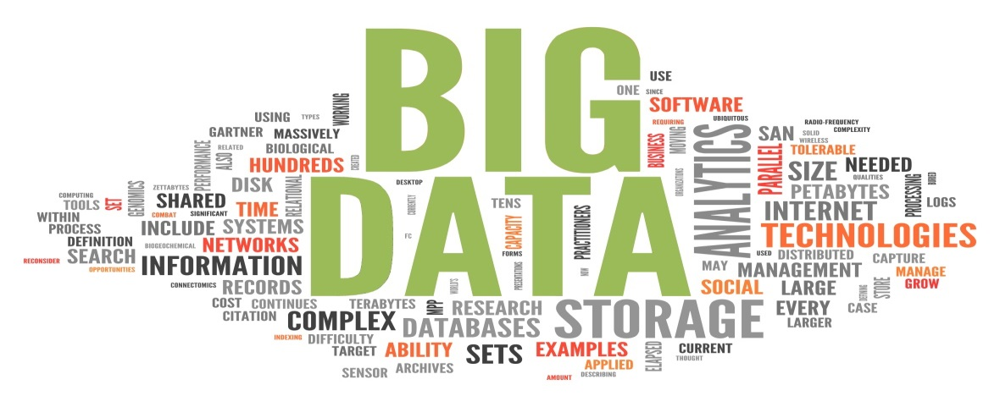 BIG
DATA
USE
ONE
SINCE
SOFTWARE
WORKING
USING
TYPES
REQUIRING
UBIQUITOUS
RADIO-FREQUENCY
COMPLEXITY
GARTNER
MASSIVELY
BUSINESS
MOVING
ANALYTICS
SAN
SOLID
WIRELESS
TOLERABLE
PERFORMANCE
ALSO
RELATED
BIOLOGICAL
HUNDREDS
CREATED
PARALLEL
SIZE
NEEDED
QUALITIES
ZETTABYTES
DISK
RELATIONAL
DESKTOP
ORGANIZATIONS
PETABYTES
PROCESSING
COMPUTING
TOOLS
SET
GENOMICS
SHARED
COMBAT
SIGNIFICANT
TIME
CURRENTLY
TENS
PRACTITIONERS
INTERNET
LOGS
WITHIN
PROCESS
INCLUDE
SYSTEMS
FC
CAPACITY
TECHNOLOGIES
DEFINITION
BIOGEOCHEMICAL
NETWORKS
FORMS
USED
DISTRIBUTED
CAPTURE
RECONSIDER
SEARCH
OPPORTUNITIES
INFORMATION
NOW
PRESENTATIONS
MAY
MANAGEMENT
MANAGE
CONNECTOMICS
RECORDS
WORLD'S
SOCIAL
LARGE
DEFINING
STORE
GROW
COST
CONTINUES
TERABYTES
MPP
RESEARCH
STORAGE
EVERY
CASE
CITATION
COMPLEX
DATABASES
LARGER
INDEXING
DIFFICULTY
TARGET
ABILITY
SETS
EXAMPLES
ELAPSED
CURRENT
THOUGHT
SENSOR
ARCHIVES
APPLIED
AMOUNT
DESCRIBING